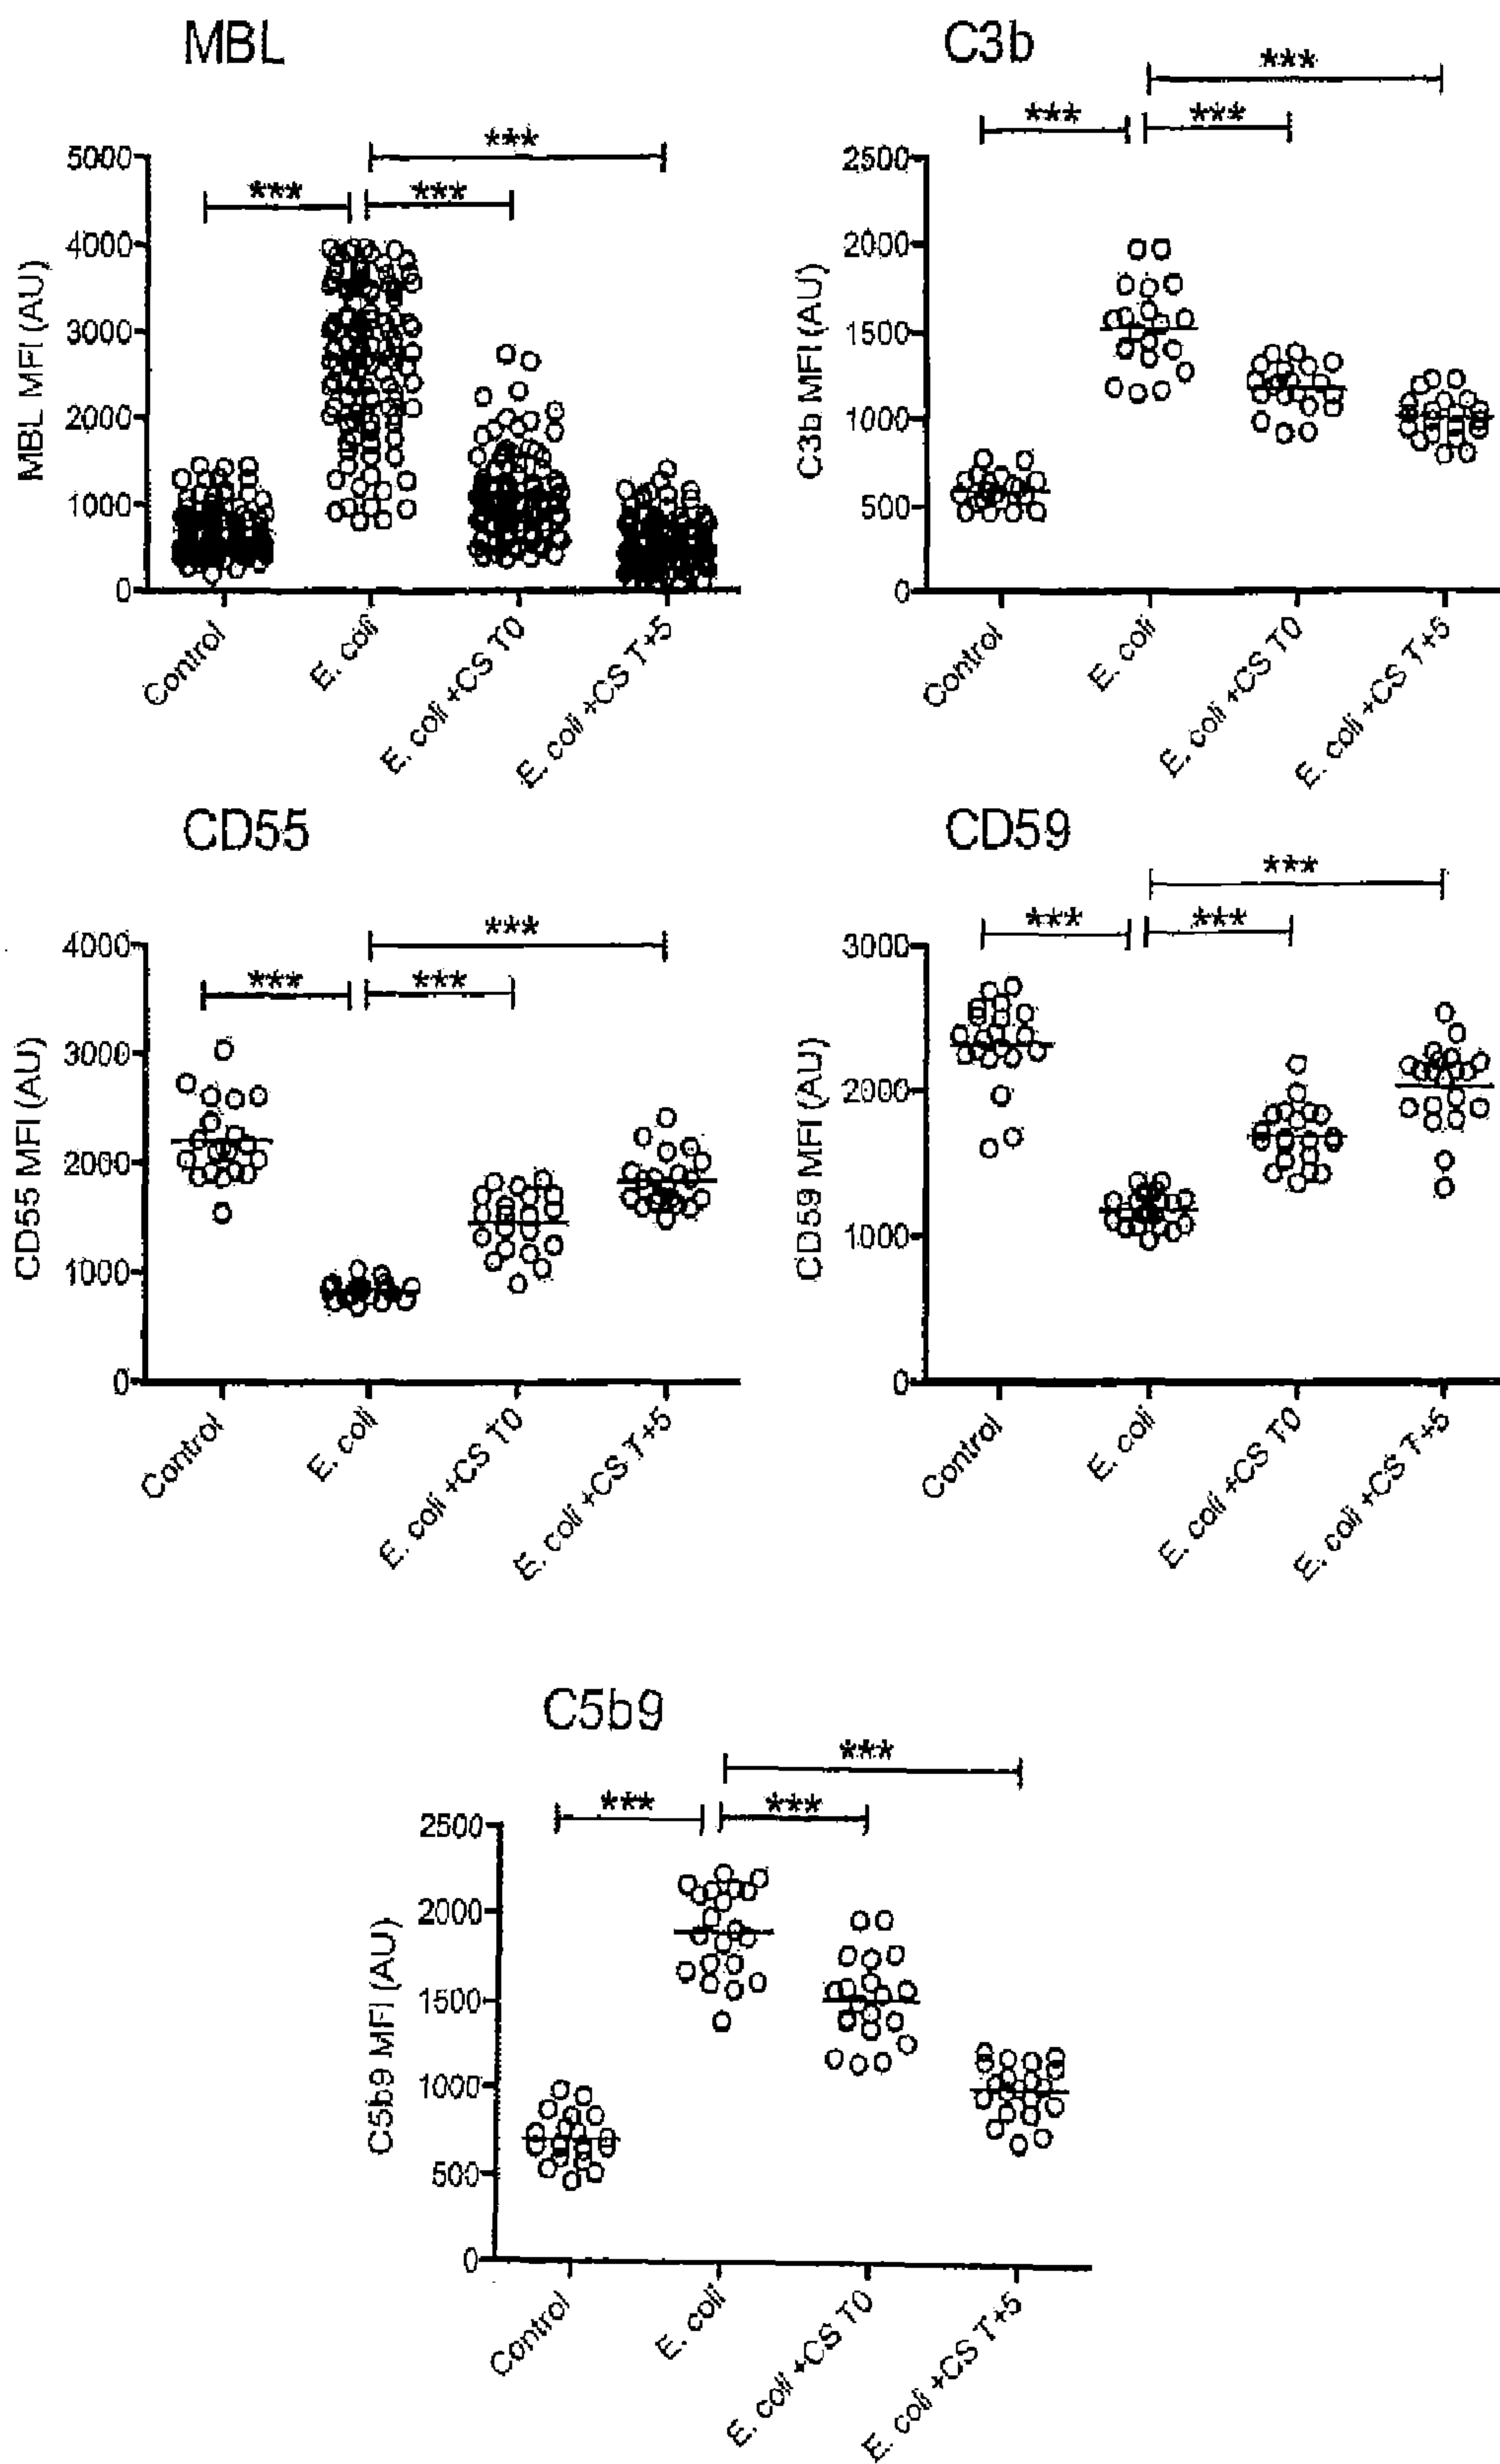 MBL
***
*** ***
MBL MFI (AU)
5000
4000
3000
2000
1000
0
Control
E. coli
E. coli +CS T0
E. coli +CS T+5
C3b
***
*** ***
C3b MFI (AU)
2500
2000
1500
1000
500
0
Control
E. coli
E. coli +CS T0
E. coli +CS T+5
CD55
***
*** ***
CD55 MFI (AU)
4000
3000
2000
1000
0
Control
E. coli
E. coli +CS T0
E. coli +CS T+5
CD59
***
*** ***
CD59 MFI (AU)
3000
2000
1000
0
Control
E. coli
E. coli +CS T0
E. coli +CS T+5
C5b9
***
*** ***
C5b9 MFI (AU)
2500
2000
1500
1000
500
0
Control
E. coli
E. coli +CS T0
E. coli +CS T+5